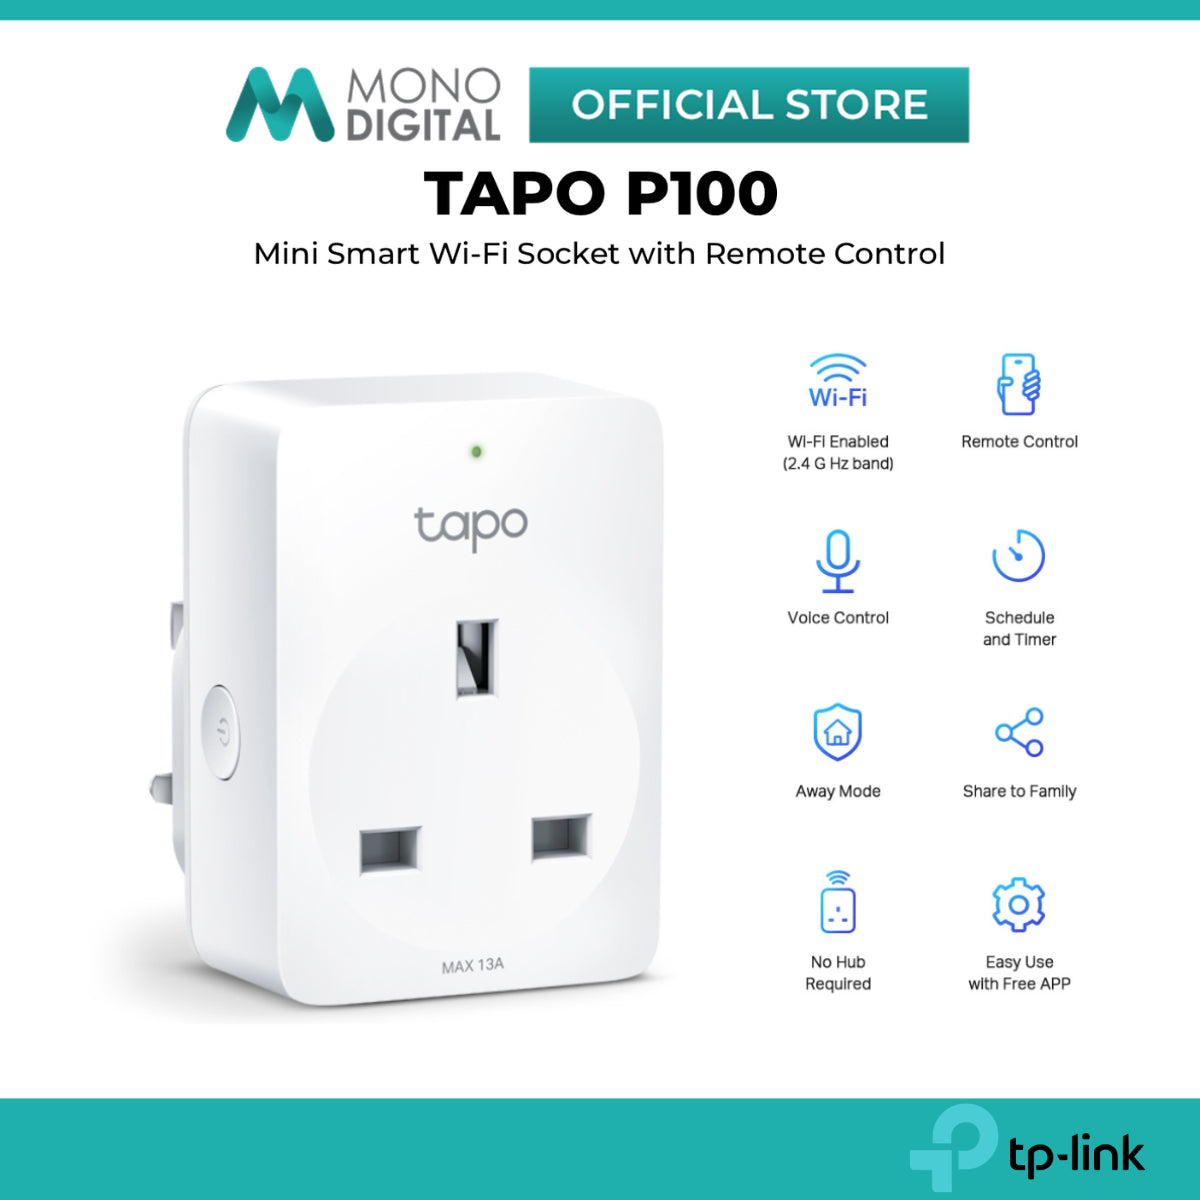 MONO
DIGITAL
OFFICIAL STORE
TAPO P100
Mini Smart Wi-Fi Socket with Remote Control
tapo
MAX 13A
Wi-Fi
Wi-Fi Enabled
(2.4 G Hz band)
Remote Control
Voice Control
Schedule
and Timer
Away Mode
Share to Family
No Hub
Required
Easy Use
with Free APP
tp-link